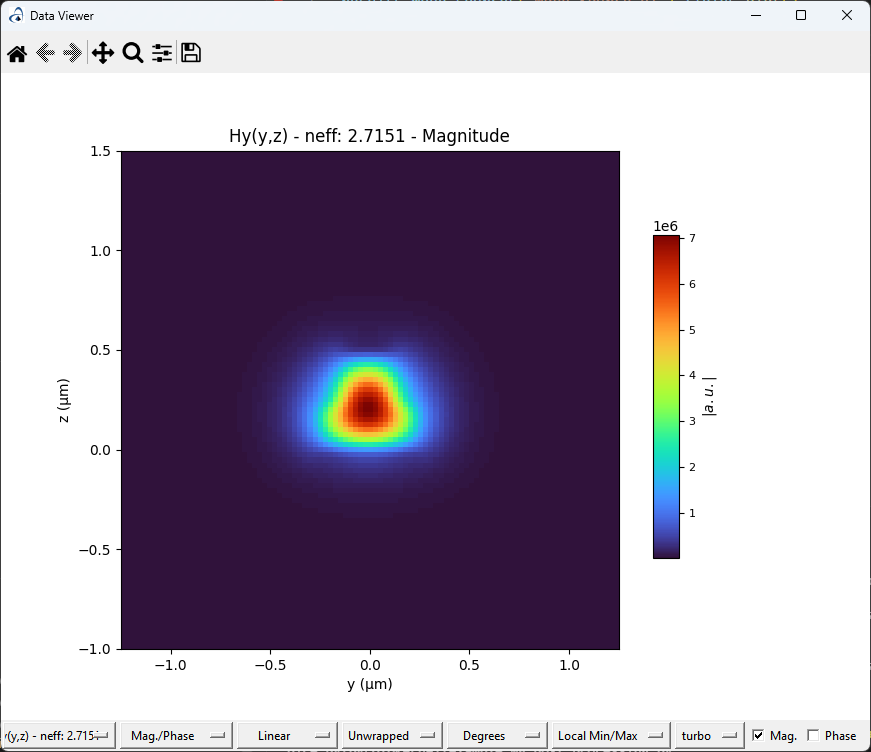 Data Viewer
Hy(y,z) - neff: 2.7151 - Magnitude
1.5
1.0
0.5
0.0
−0.5
−1.0
z (μm)
−1.0
−0.5
0.0
0.5
1.0
y (μm)
1e6
7
6
5
4
3
2
1
|a.u.|
(y,z) - neff: 2.715 Mag./Phase Linear Unwrapped Degrees Local Min/Max turbo Mag. Phase